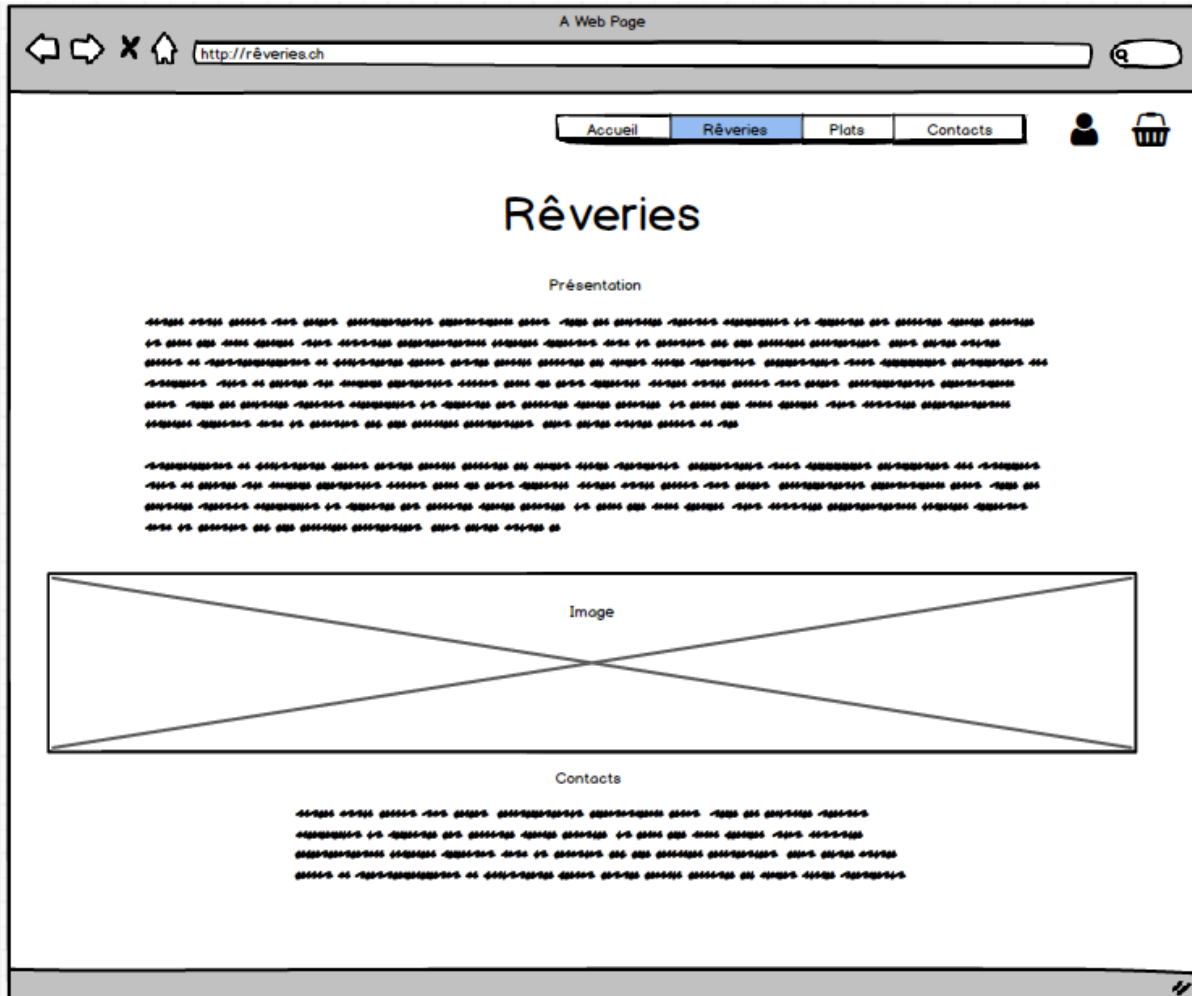 A Web Page
http://rêveries.ch
Accueil Rêveries Plats Contacts
Rêveries
Présentation
Image
Contacts